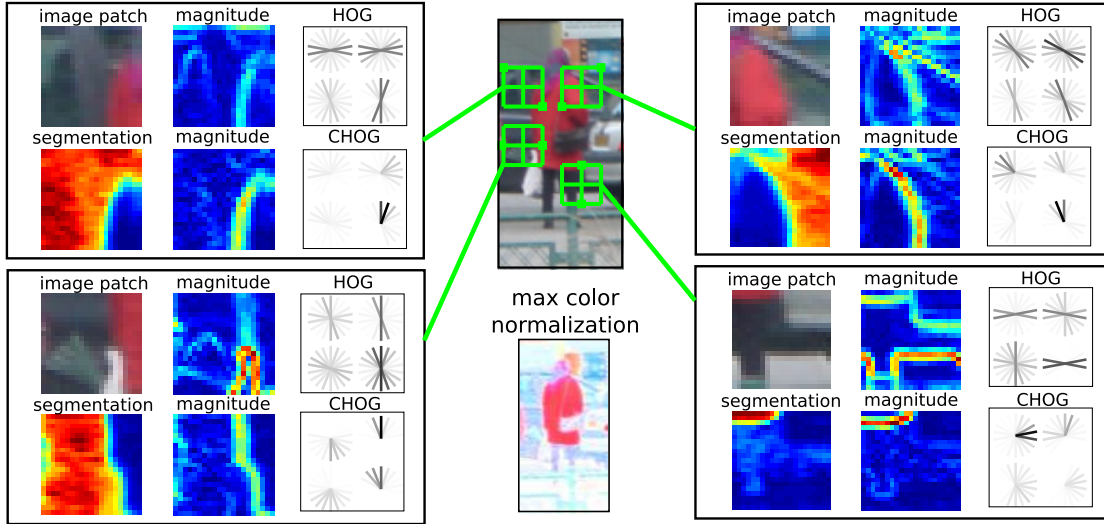 image patch magnitude HOG
segmentation magnitude CHOG
image patch magnitude HOG
segmentation magnitude CHOG
max color
normalization
image patch magnitude HOG
segmentation magnitude CHOG
image patch magnitude HOG
segmentation magnitude CHOG